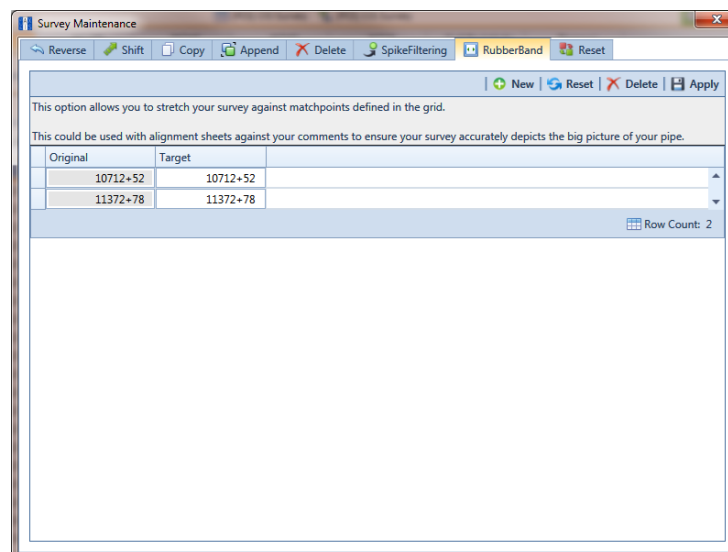 Survey Maintenance
Reverse Shift Copy Append Delete SpikeFiltering RubberBand Reset
New Reset Delete Apply
This option allows you to stretch your survey against matchpoints defined in the grid.
This could be used with alignment sheets against your comments to ensure your survey accurately depicts the big picture of your pipe.
Original Target
10712+52 10712+52
11372+78 11372+78
Row Count: 2